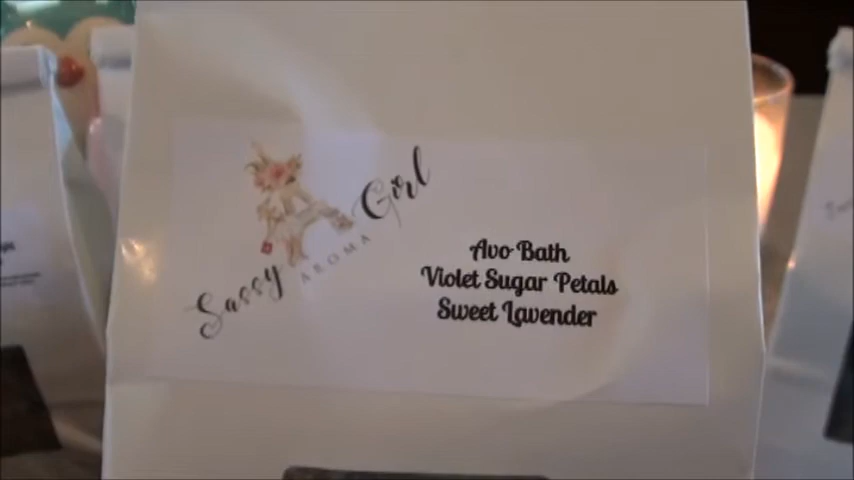 Sassy
AROMA
Girl
Avo Bath
Violet Sugar Petals
Sweet Lavender